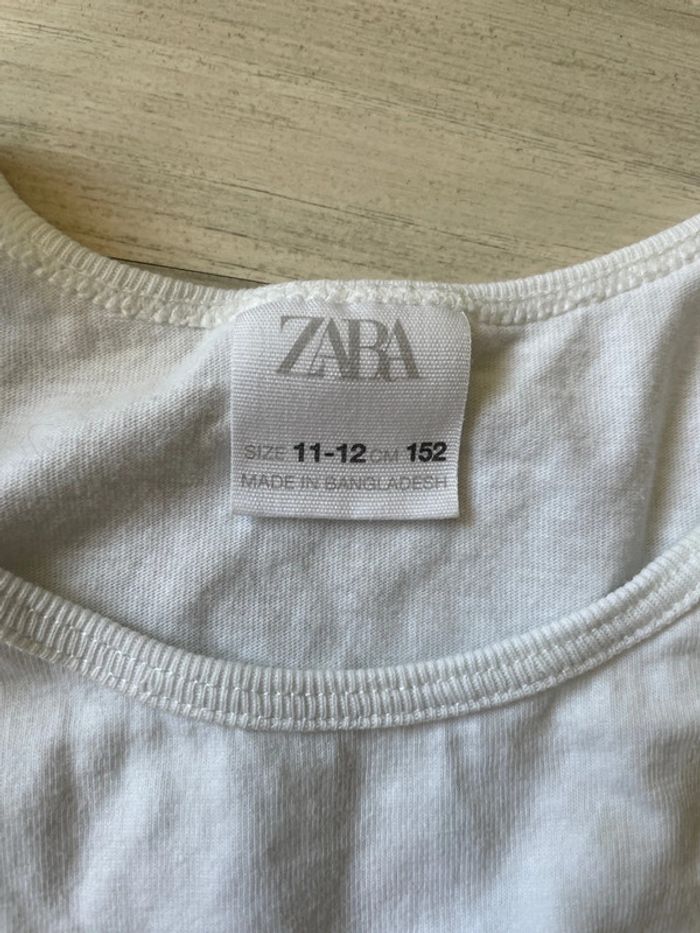 ZARA
SIZE 11-12 CM 152
MADE IN BANGLADESH